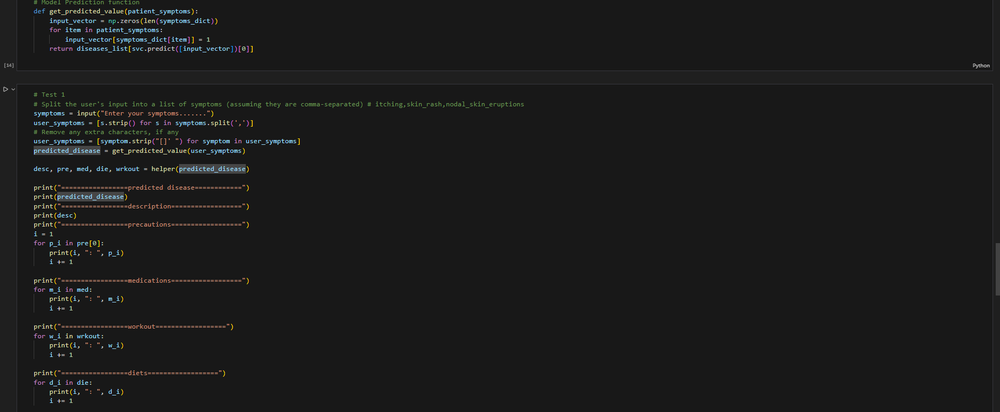 # Model Prediction function
def get_predicted_value(patient_symptoms):
    input_vector = np.zeros(len(symptoms_dict))
    for item in patient_symptoms:
        input_vector[symptoms_dict[item]] = 1
    return diseases_list[svc.predict([input_vector])[0]]
[14]
Python
# Test 1
# Split the user's input into a list of symptoms (assuming they are comma-separated) # itching,skin_rash,nodal_skin_eruptions
symptoms = input("Enter your symptoms.......")
user_symptoms = [s.strip() for s in symptoms.split(',')]
# Remove any extra characters, if any
user_symptoms = [symptom.strip("[]' ") for symptom in user_symptoms]
predicted_disease = get_predicted_value(user_symptoms)

desc, pre, med, die, wrkout = helper(predicted_disease)

print("=================predicted disease============")
print(predicted_disease)
print("=================description==================")
print(desc)
print("=================precautions==================")
i = 1
for p_i in pre[0]:
    print(i, ": ", p_i)
    i += 1

print("=================medications==================")
for m_i in med:
    print(i, ": ", m_i)
    i += 1

print("=================workout==================")
for w_i in wrkout:
    print(i, ": ", w_i)
    i += 1

print("=================diets==================")
for d_i in die:
    print(i, ": ", d_i)
    i += 1